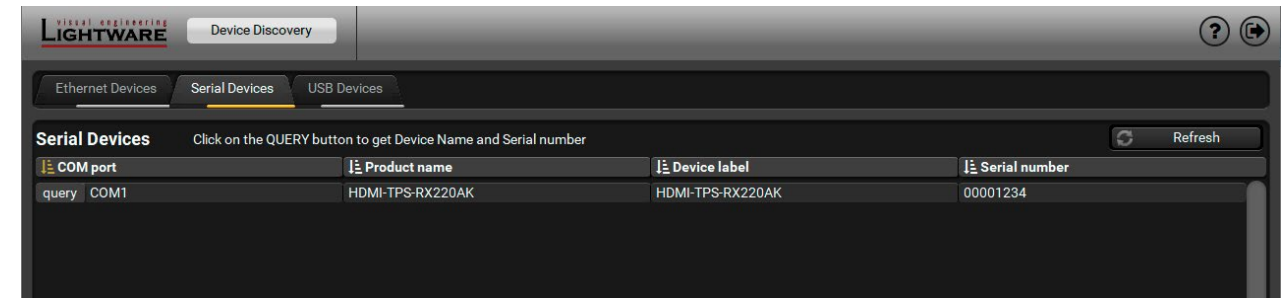 visual engineering
LIGHTWARE
Device Discovery
?
Ethernet Devices Serial Devices USB Devices
Serial Devices Click on the QUERY button to get Device Name and Serial number Refresh
COM port Product name Device label Serial number
query COM1 HDMI-TPS-RX220AK HDMI-TPS-RX220AK 00001234